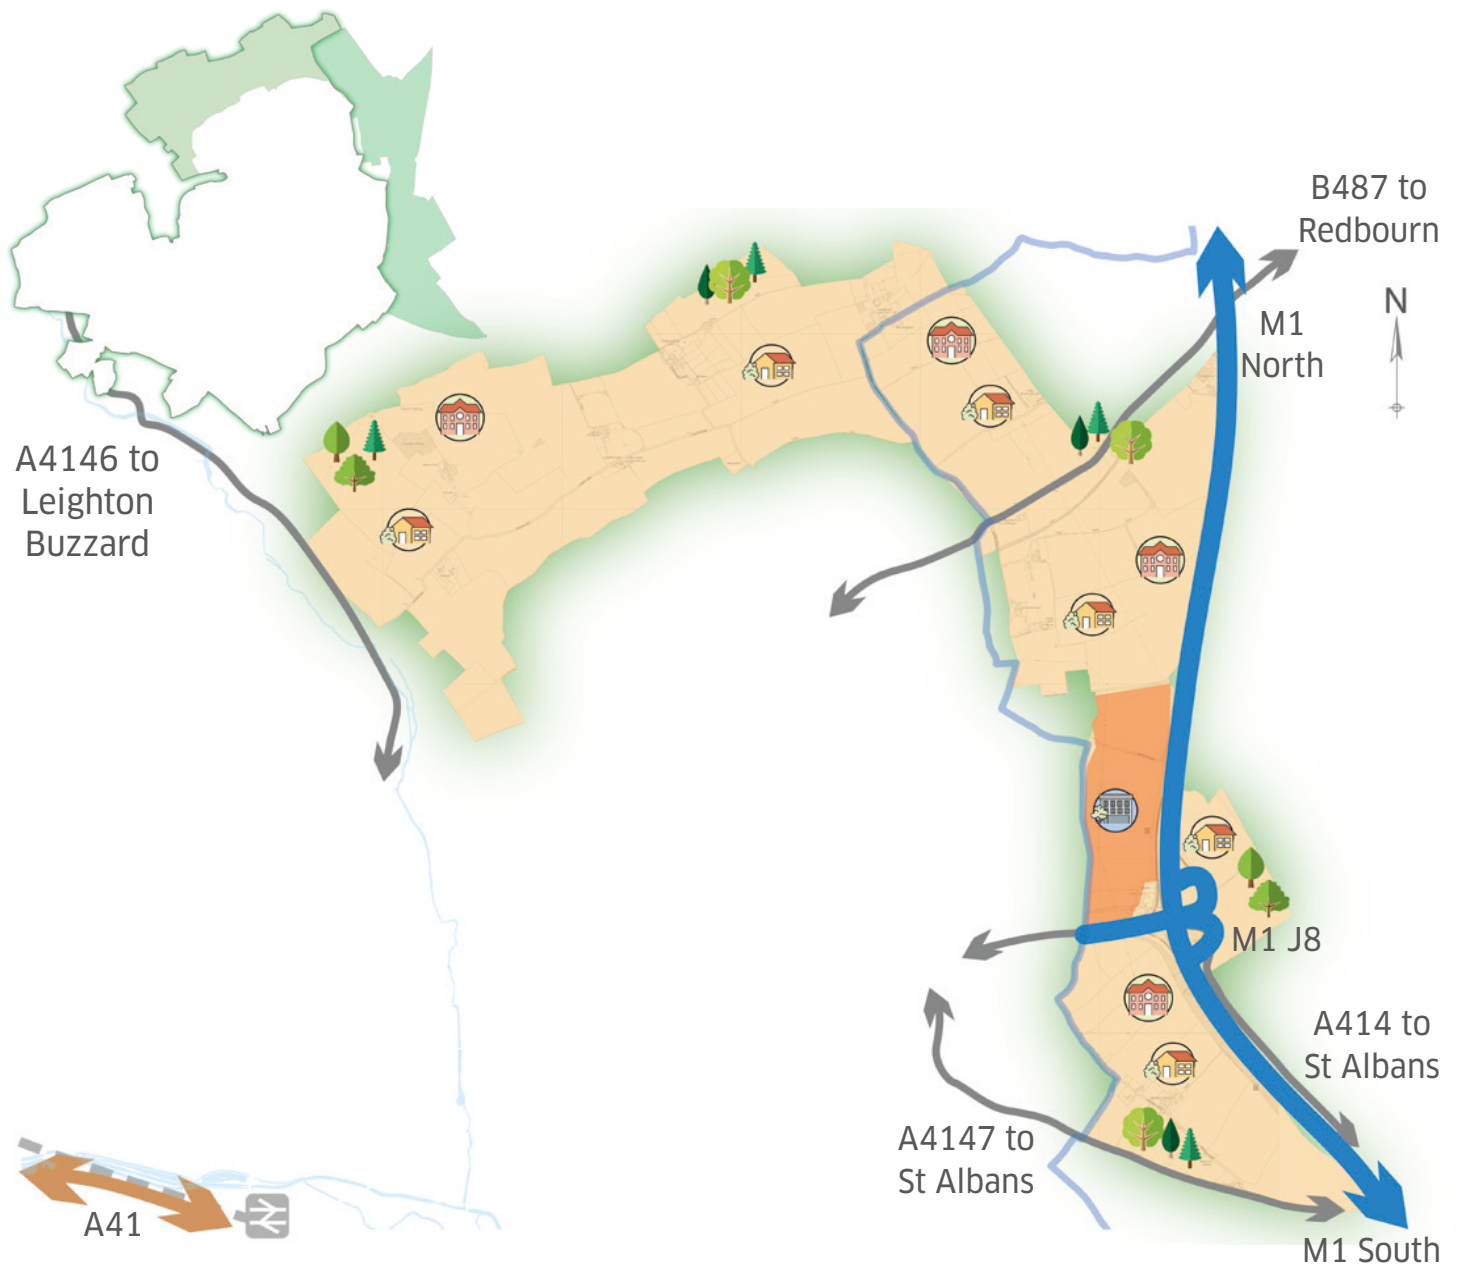 B487 to
Redbourn
N
M1
North
A4146 to
Leighton
Buzzard
M1 J8
A414 to
St Albans
A4147 to
St Albans
A41
M1 South